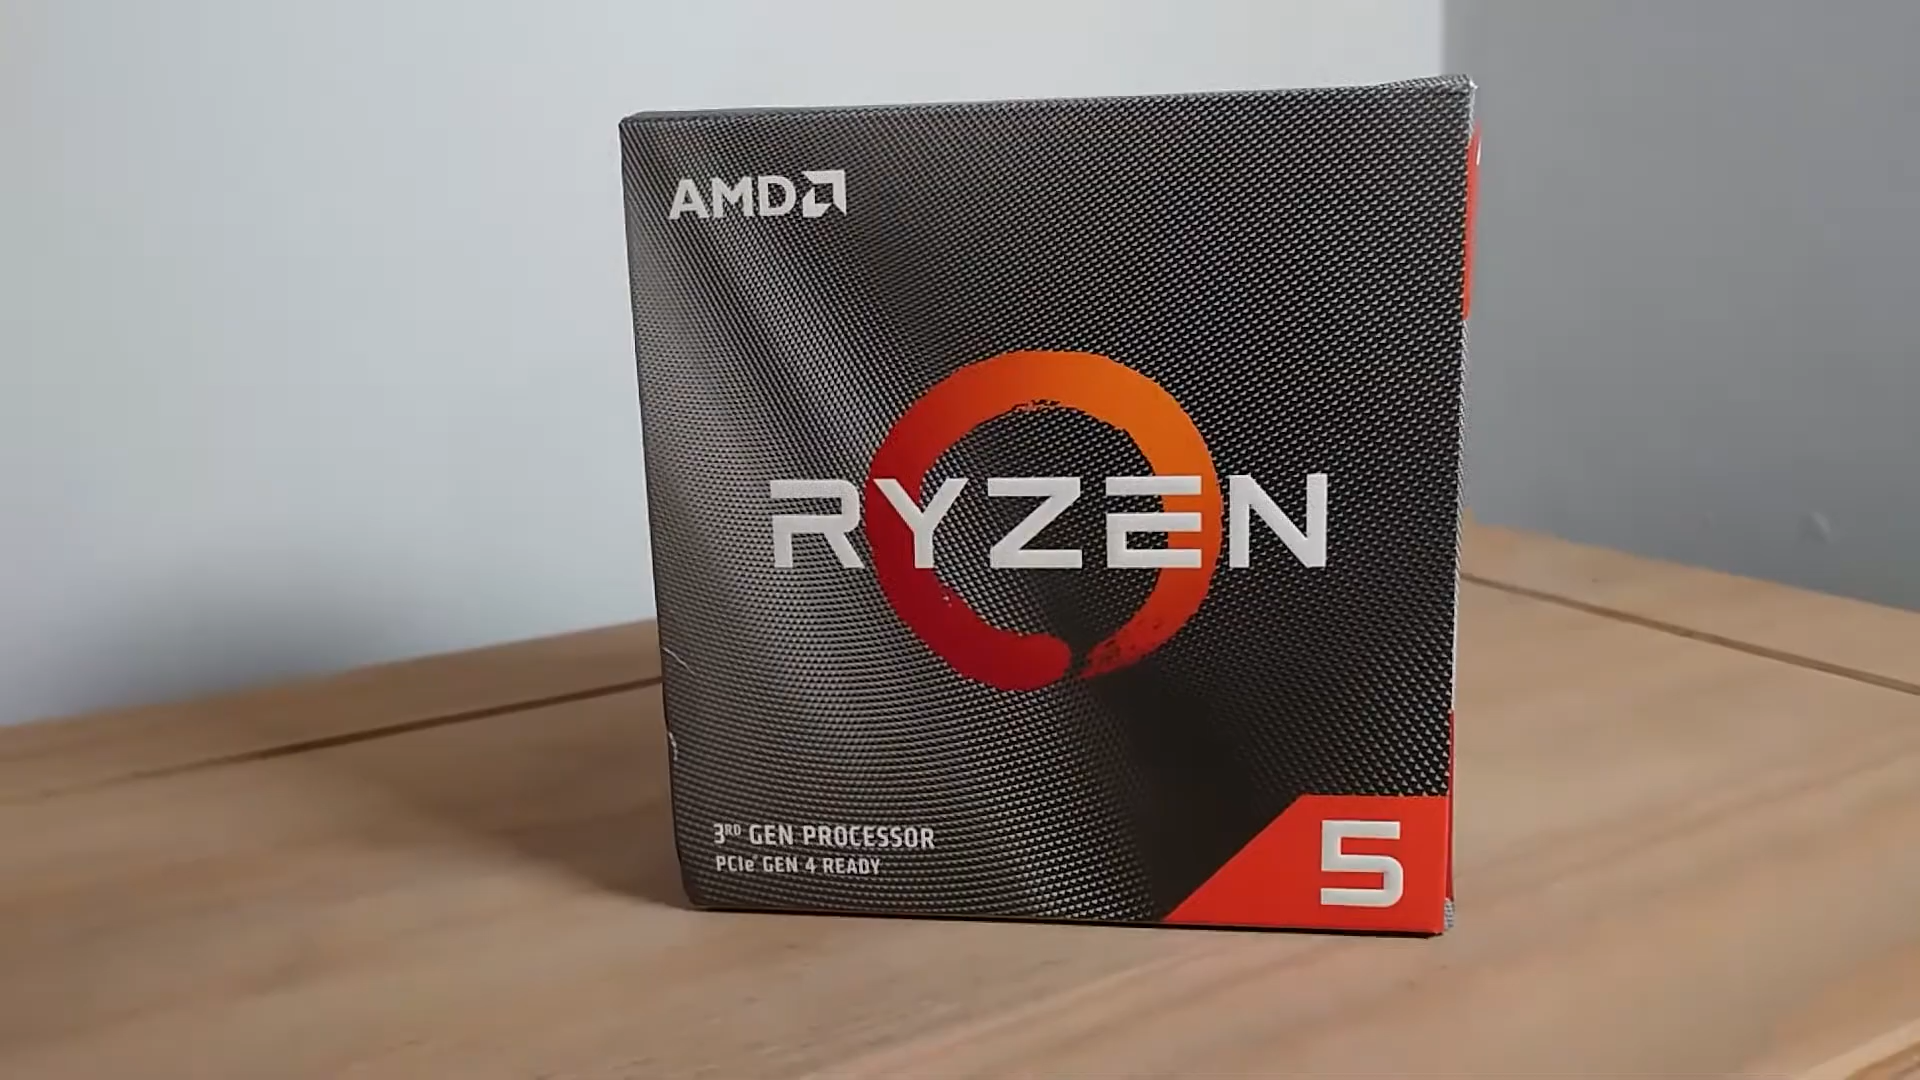 AMD
RYZEN
3RD GEN PROCESSOR
PCIe GEN 4 READY
5